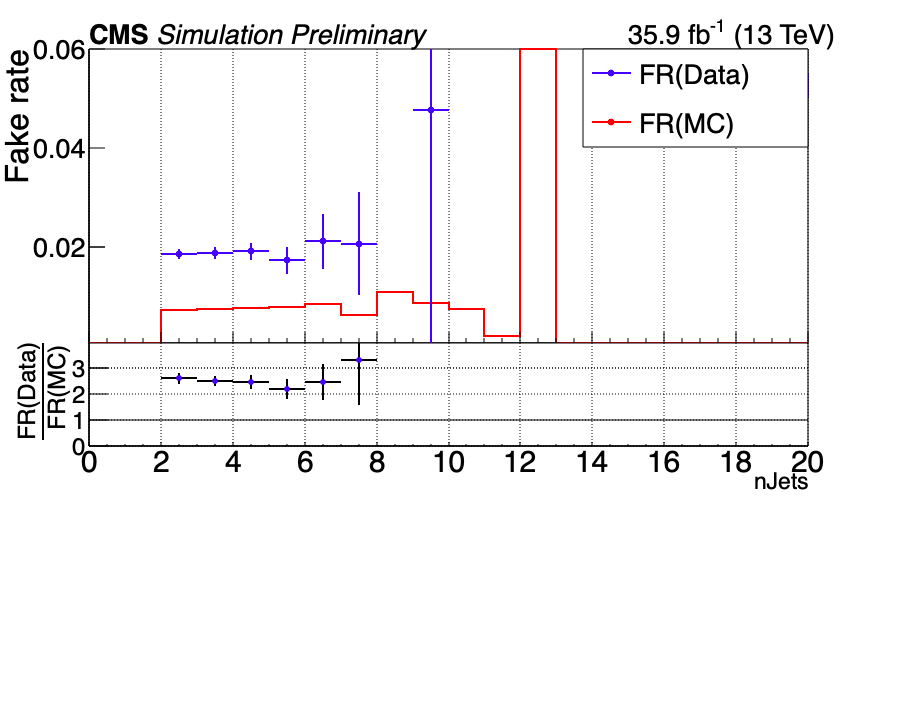 CMS Simulation Preliminary
35.9 fb⁻¹ (13 TeV)
Fake rate
0.06
0.04
0.02
FR(Data)
FR(MC)
FR(Data)
FR(MC)
3
2
1
0
0 2 4 6 8 10 12 14 16 18 20
nJets